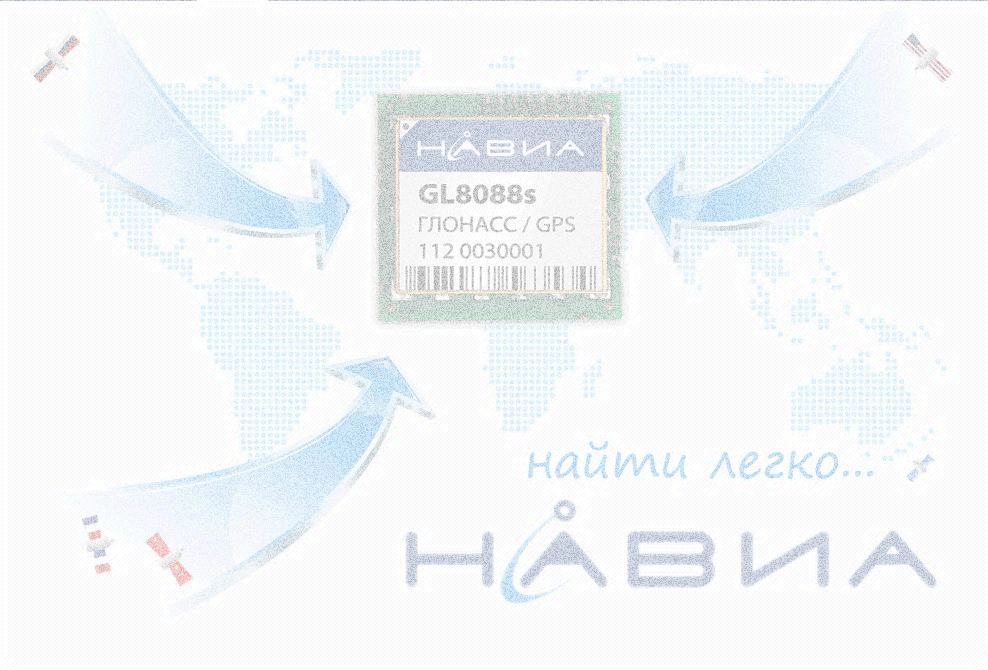 НАВИА
GL8088s
ГЛОНАСС / GPS
112 0030001
найти легко...
НАВИА